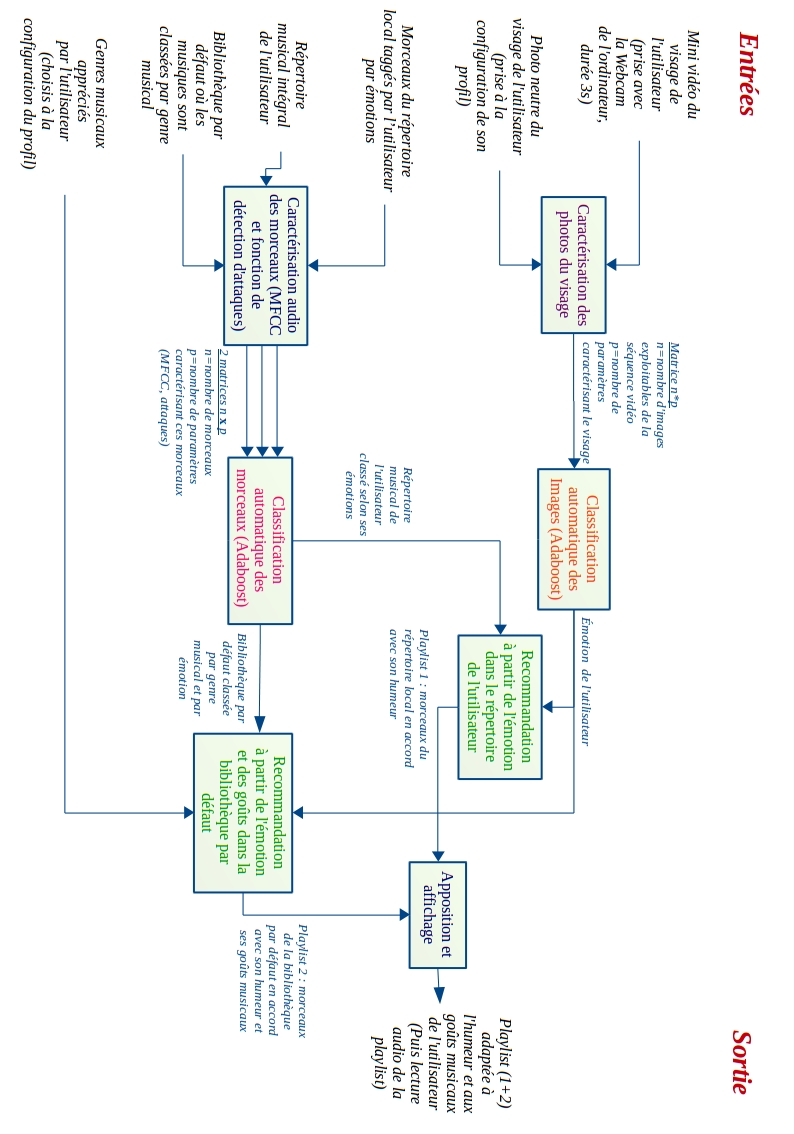 Entrées
Sortie
Mini vidéo du
visage de
l'utilisateur
(prise avec
la Webcam
de l'ordinateur,
durée 3s)
Photo neutre du
visage de l'utilisateur
(prise à la
configuration de son
profil)
Morceaux du répertoire
local taggés par l'utilisateur
par émotions
Répertoire
musical intégral
de l'utilisateur
Bibliothèque par
défaut où les
musiques sont
classées par genre
musical
Genres musicaux
appréciés
par l'utilisateur
(choisis à la
configuration du profil)
Caractérisation des
photos du visage
Matrice n*p
n=nombre d'images
exploitables de la
séquence vidéo
p=nombre de
paramètres
caractérisant le visage
Classification
automatique des
Images (Adaboost)
Émotion de l'utilisateur
Caractérisation audio
des morceaux (MFCC
et fonction de
détection d'attaques)
2 matrices n x p
n=nombre de morceaux
p=nombre de paramètres
caractérisant ces morceaux
(MFCC, attaques)
Classification
automatique des
morceaux (Adaboost)
Répertoire
musical de
l'utilisateur
classé selon ses
émotions
Bibliothèque par
défaut classée
par genre
musical et par
émotion
Recommandation
à partir de l'émotion
dans le répertoire
de l'utilisateur
Playlist 1 : morceaux du
répertoire local en accord
avec son humeur
Recommandation
à partir de l'émotion
et des goûts dans la
bibliothèque par
défaut
Playlist 2 : morceaux
de la bibliothèque
par défaut en accord
avec son humeur et
ses goûts musicaux
Apposition et
affichage
Playlist (1+2)
adaptée à
l'humeur et aux
goûts musicaux
de l'utilisateur
(Puis lecture
audio de la
playlist)